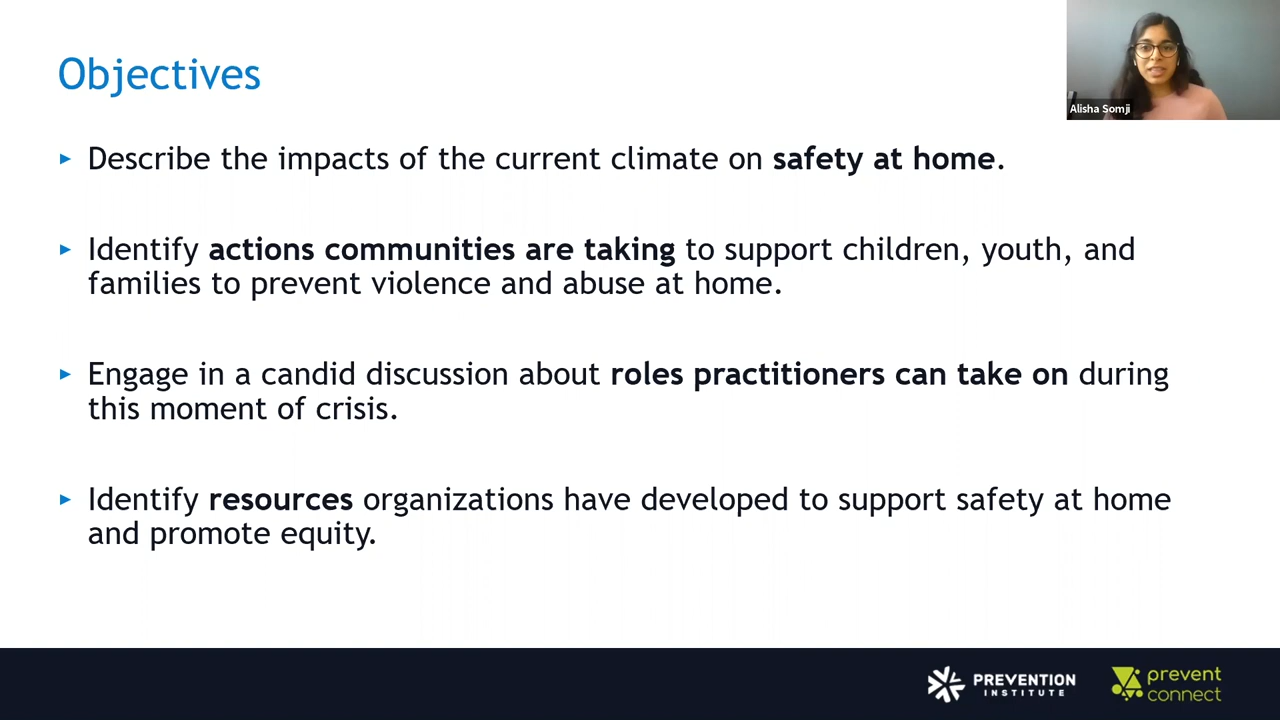 Objectives
Alisha Somji
▸ Describe the impacts of the current climate on safety at home.
▸ Identify actions communities are taking to support children, youth, and
families to prevent violence and abuse at home.
▸ Engage in a candid discussion about roles practitioners can take on during
this moment of crisis.
▸ Identify resources organizations have developed to support safety at home
and promote equity.
PREVENTION
INSTITUTE
prevent
connect